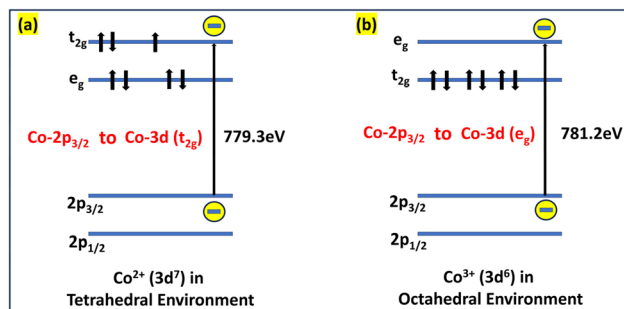 (a)
t2g
eg
Co-2p3/2 to Co-3d (t2g)
779.3eV
2p3/2
2p1/2
Co2+ (3d7) in
Tetrahedral Environment
(b)
eg
t2g
Co-2p3/2 to Co-3d (eg)
781.2eV
2p3/2
2p1/2
Co3+ (3d6) in
Octahedral Environment